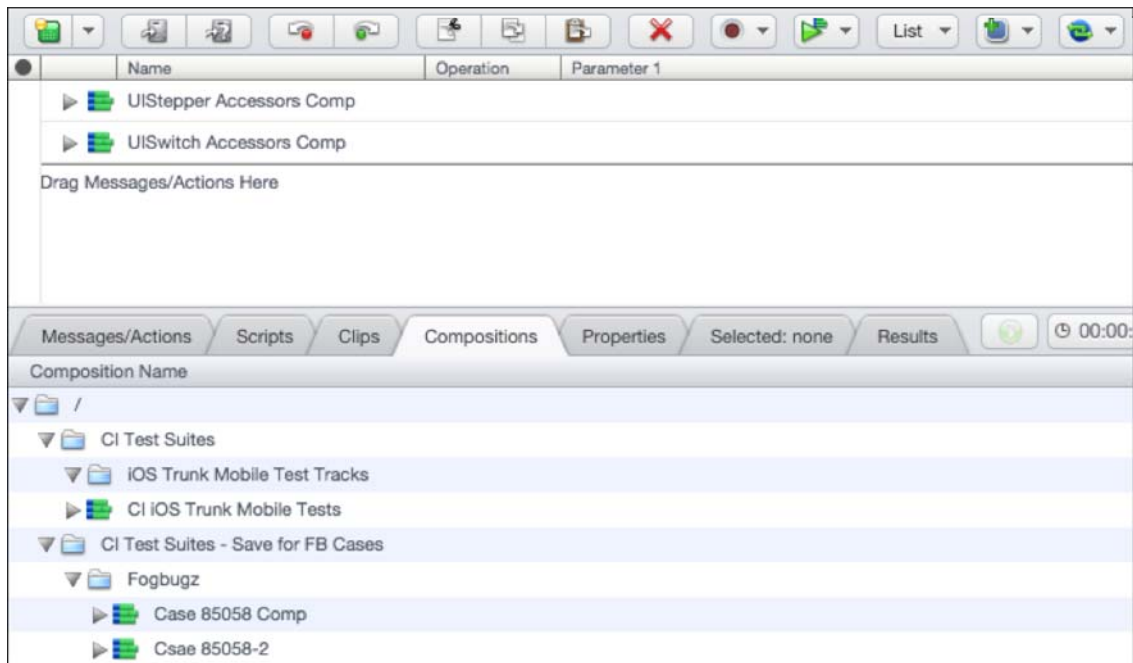 List
Name Operation Parameter 1
UIStepper Accessors Comp
UISwitch Accessors Comp
Drag Messages/Actions Here
Messages/Actions Scripts Clips Compositions Properties Selected: none Results 00:00:
Composition Name
/
CI Test Suites
iOS Trunk Mobile Test Tracks
CI iOS Trunk Mobile Tests
CI Test Suites - Save for FB Cases
Fogbugz
Case 85058 Comp
Csae 85058-2